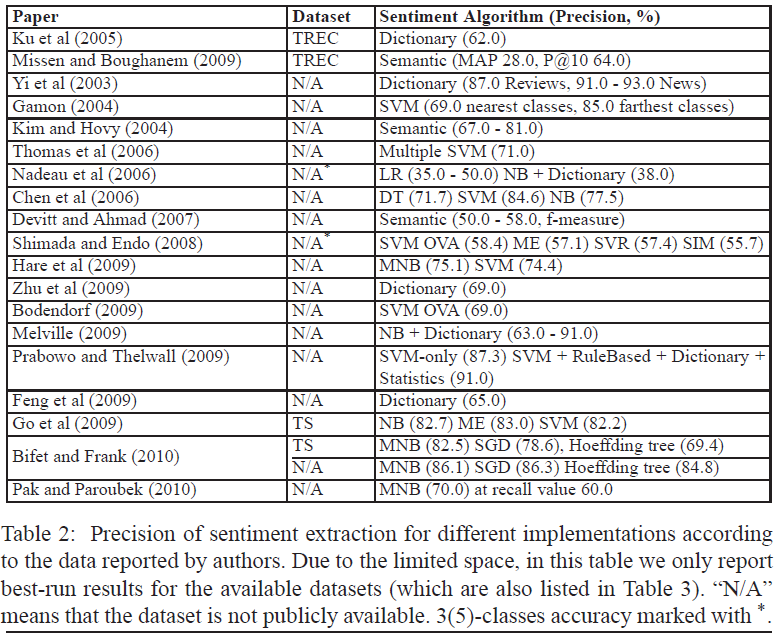 Paper Dataset Sentiment Algorithm (Precision, %)
Ku et al (2005) TREC Dictionary (62.0)
Missen and Boughanem (2009) TREC Semantic (MAP 28.0, P@10 64.0)
Yi et al (2003) N/A Dictionary (87.0 Reviews, 91.0 - 93.0 News)
Gamon (2004) N/A SVM (69.0 nearest classes, 85.0 farthest classes)
Kim and Hovy (2004) N/A Semantic (67.0 - 81.0)
Thomas et al (2006) N/A Multiple SVM (71.0)
Nadeau et al (2006) N/A* LR (35.0 - 50.0) NB + Dictionary (38.0)
Chen et al (2006) N/A DT (71.7) SVM (84.6) NB (77.5)
Devitt and Ahmad (2007) N/A Semantic (50.0 - 58.0, f-measure)
Shimada and Endo (2008) N/A* SVM OVA (58.4) ME (57.1) SVR (57.4) SIM (55.7)
Hare et al (2009) N/A MNB (75.1) SVM (74.4)
Zhu et al (2009) N/A Dictionary (69.0)
Bodendorf (2009) N/A SVM OVA (69.0)
Melville (2009) N/A NB + Dictionary (63.0 - 91.0)
Prabowo and Thelwall (2009) N/A SVM-only (87.3) SVM + RuleBased + Dictionary +
Statistics (91.0)
Feng et al (2009) N/A Dictionary (65.0)
Go et al (2009) TS NB (82.7) ME (83.0) SVM (82.2)
Bifet and Frank (2010) TS MNB (82.5) SGD (78.6), Hoeffding tree (69.4)
N/A MNB (86.1) SGD (86.3) Hoeffding tree (84.8)
Pak and Paroubek (2010) N/A MNB (70.0) at recall value 60.0
Table 2: Precision of sentiment extraction for different implementations according
to the data reported by authors. Due to the limited space, in this table we only report
best-run results for the available datasets (which are also listed in Table 3). “N/A”
means that the dataset is not publicly available. 3(5)-classes accuracy marked with *.